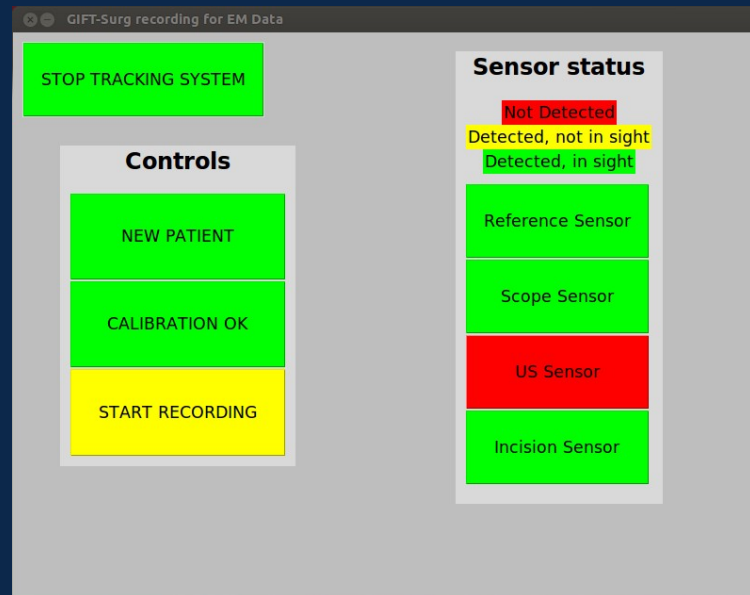 GIFT-Surg recording for EM Data
STOP TRACKING SYSTEM
Controls
NEW PATIENT
CALIBRATION OK
START RECORDING
Sensor status
Not Detected
Detected, not in sight
Detected, in sight
Reference Sensor
Scope Sensor
US Sensor
Incision Sensor